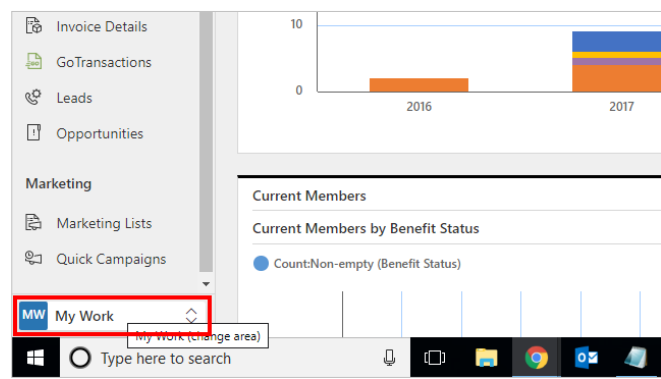 Invoice Details
GoTransactions
Leads
Opportunities
Marketing
Marketing Lists
Quick Campaigns
MW My Work
My Work (change area)
10
0
2016 2017
Current Members
Current Members by Benefit Status
Count:Non-empty (Benefit Status)
Type here to search